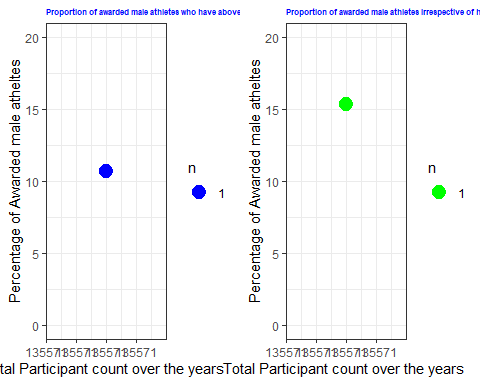 Proportion of awarded male athletes who have above
Percentage of Awarded male atheltes
20
15
10
5
0
n
1
tal Participant count over the years
Proportion of awarded male athletes irrespective of h
Percentage of Awarded male athletes
20
15
10
5
0
n
1
Total Participant count over the years